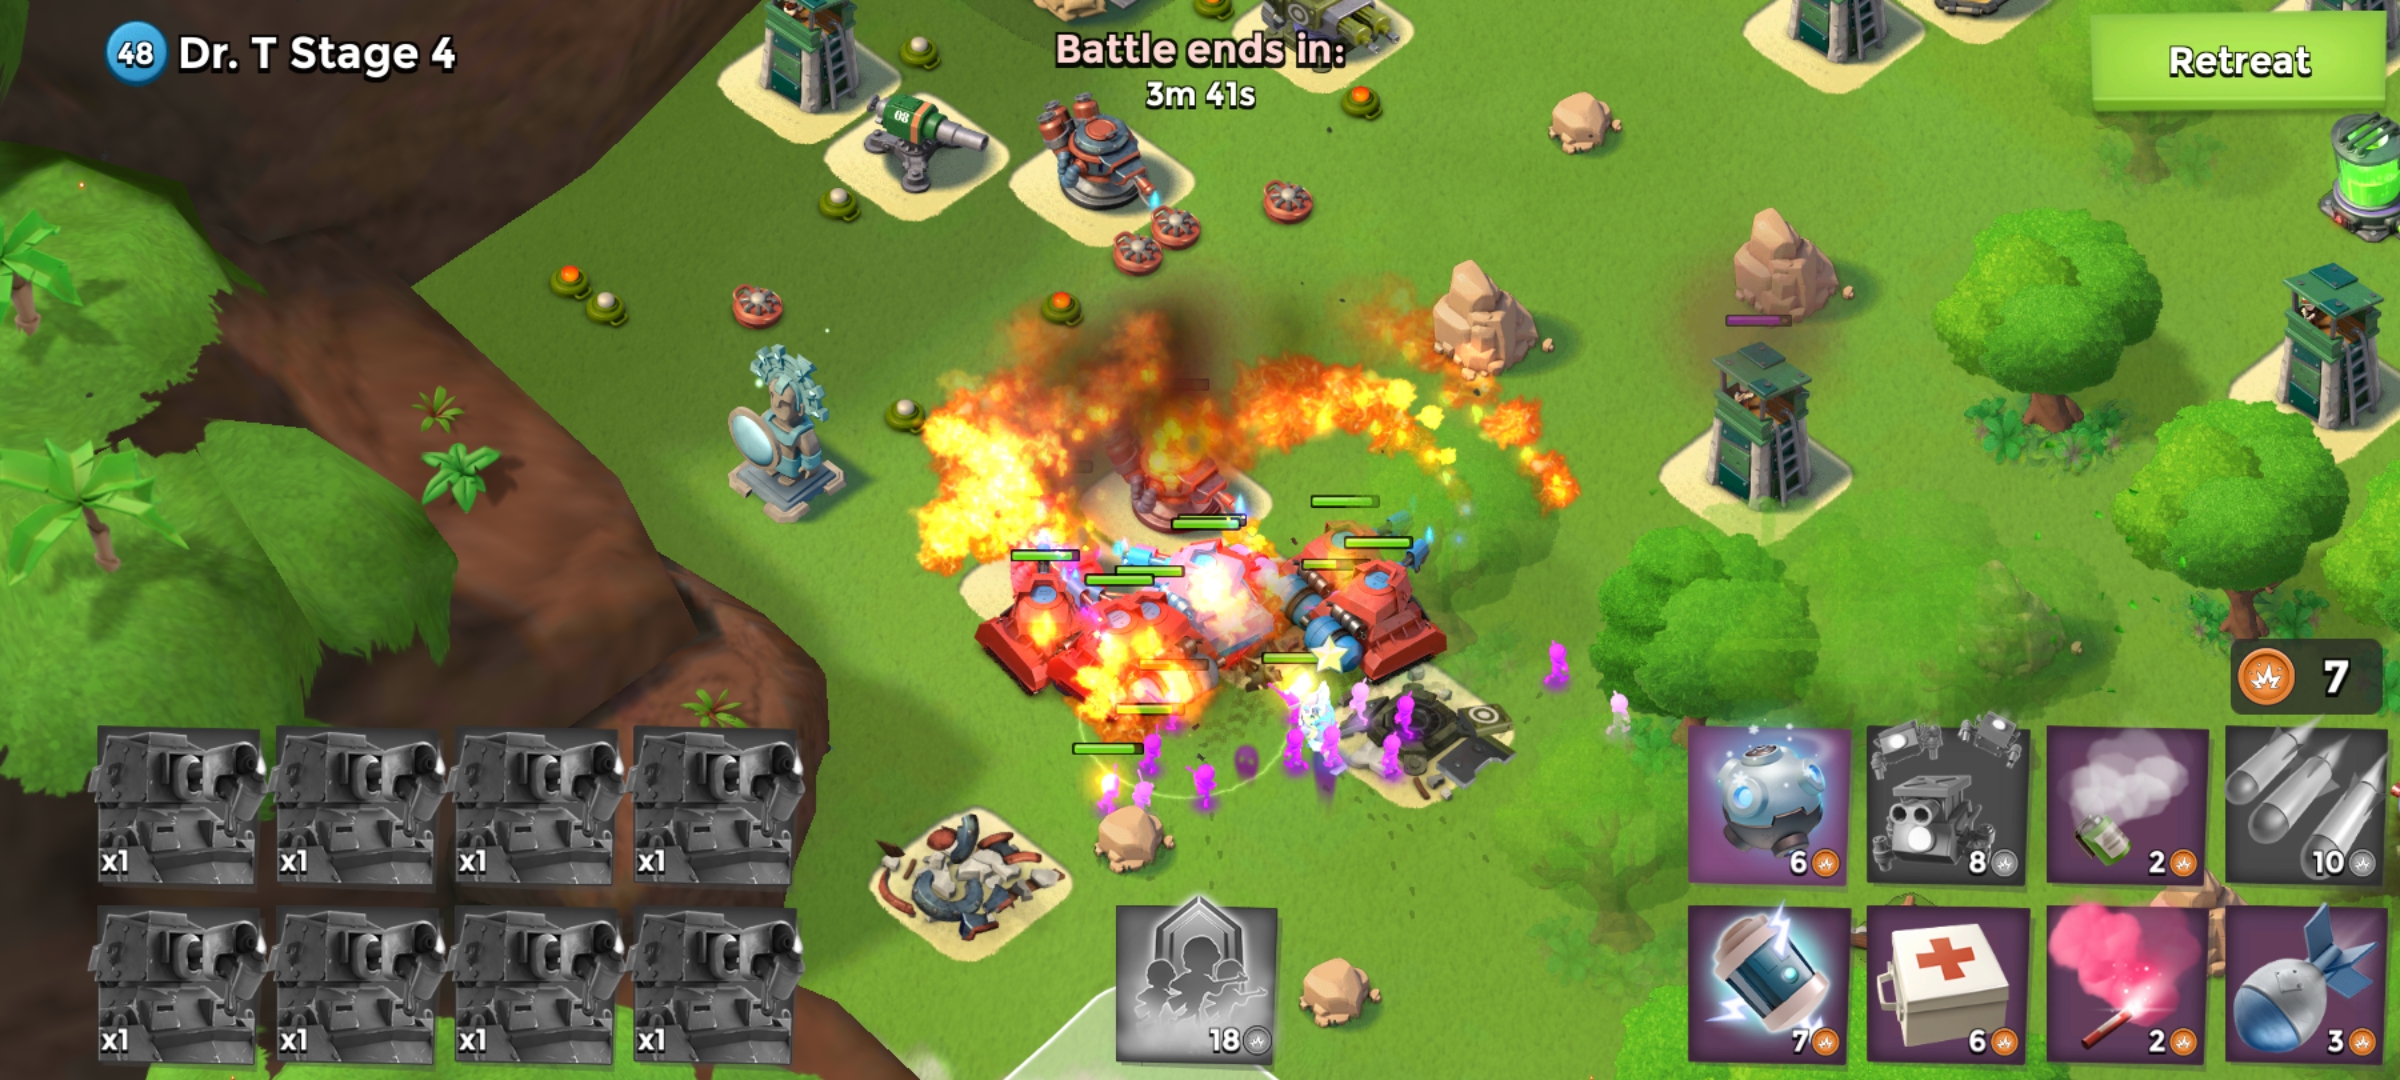 48 Dr. T Stage 4
Battle ends in:
3m 41s
Retreat
08
7
x1 x1 x1 x1
6 8 2 10
x1 x1 x1 x1
18
7 6 2 3